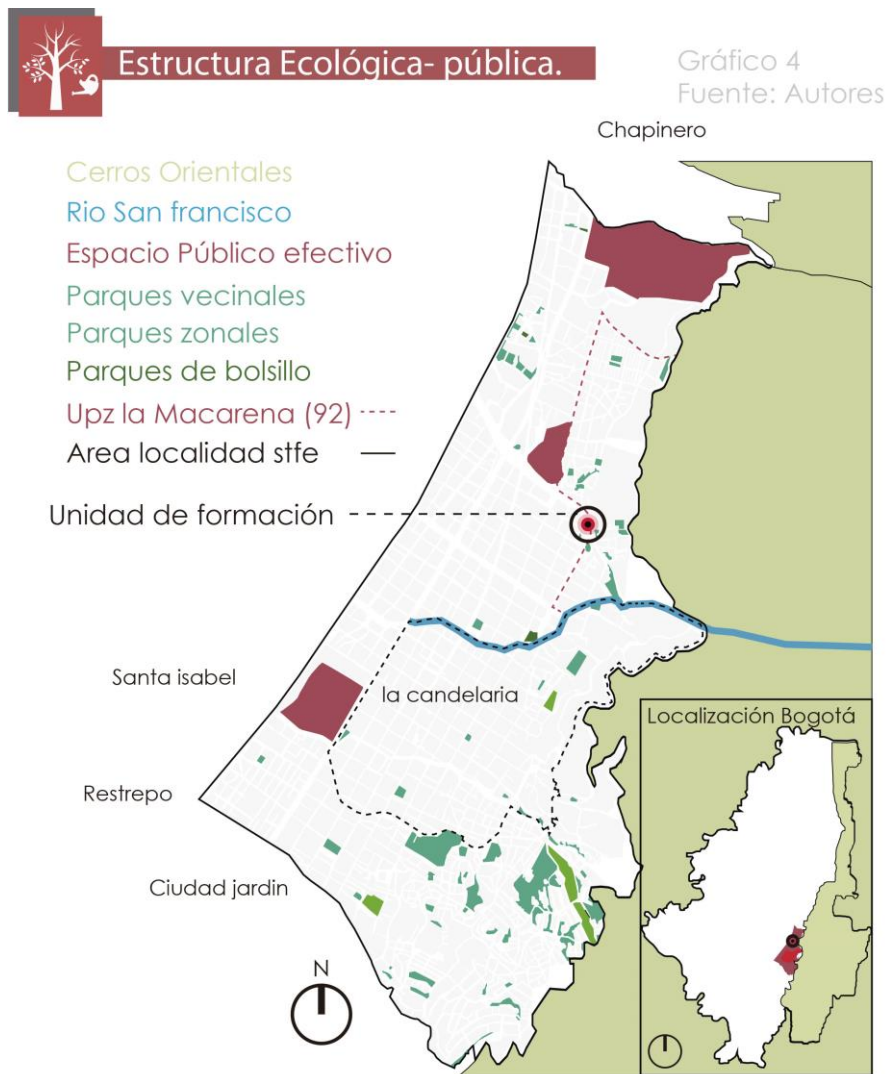 Estructura Ecológica- pública.
Gráfico 4
Fuente: Autores
Chapinero
Cerros Orientales
Rio San francisco
Espacio Público efectivo
Parques vecinales
Parques zonales
Parques de bolsillo
Upz la Macarena (92)
Area localidad stfe
Unidad de formación
Santa isabel
la candelaria
Localización Bogotá
Restrepo
Ciudad jardin
N